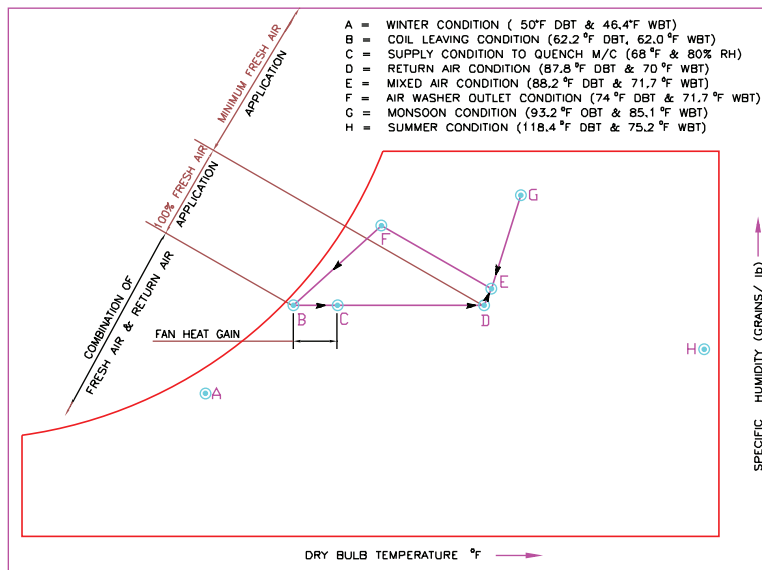 A = WINTER CONDITION ( 50°F DBT & 46.4°F WBT)
B = COIL LEAVING CONDITION (62.2 °F DBT, 62.0 °F WBT)
C = SUPPLY CONDITION TO QUENCH M/C (68 °F & 80% RH)
D = RETURN AIR CONDITION (87.8 °F DBT & 70 °F WBT)
E = MIXED AIR CONDITION (88.2 °F DBT & 71.7 °F WBT)
F = AIR WASHER OUTLET CONDITION (74 °F DBT & 71.7 °F WBT)
G = MONSOON CONDITION (93.2 °F OBT & 85.1 °F WBT)
H = SUMMER CONDITION (118.4 °F DBT & 75.2 °F WBT)
MINIMUM FRESH AIR
APPLICATION
100% FRESH AIR
APPLICATION
COMBINATION OF
FRESH AIR & RETURN AIR
G
F
E
B
C
D
FAN HEAT GAIN
H
A
SPECIFIC HUMIDITY (GRAINS/ lb)
DRY BULB TEMPERATURE °F